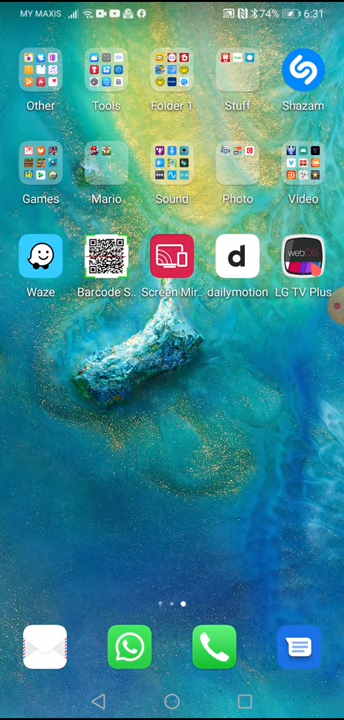 MY MAXIS 74% 6:31
Other Tools Folder 1 Stuff Shazam
Games Mario Sound Photo Video
webOS
Waze Barcode S.. Screen Mir.. dailymotion LG TV Plus